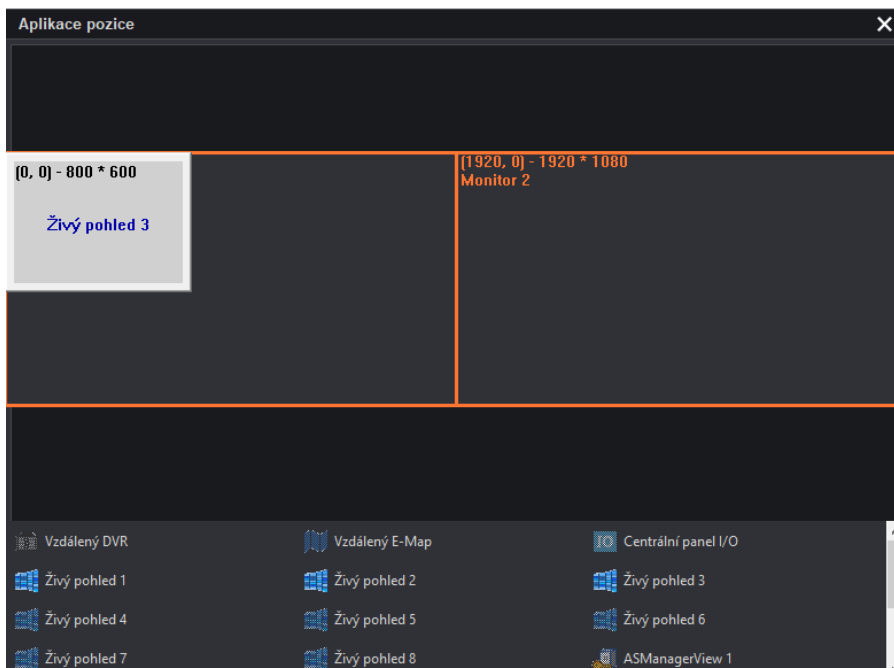 Aplikace pozice
(0, 0) - 800 * 600
Živý pohled 3
(1920, 0) - 1920 * 1080
Monitor 2
Vzdálený DVR
Vzdálený E-Map
IO Centrální panel I/O
Živý pohled 1
Živý pohled 2
Živý pohled 3
Živý pohled 4
Živý pohled 5
Živý pohled 6
Živý pohled 7
Živý pohled 8
ASManagerView 1